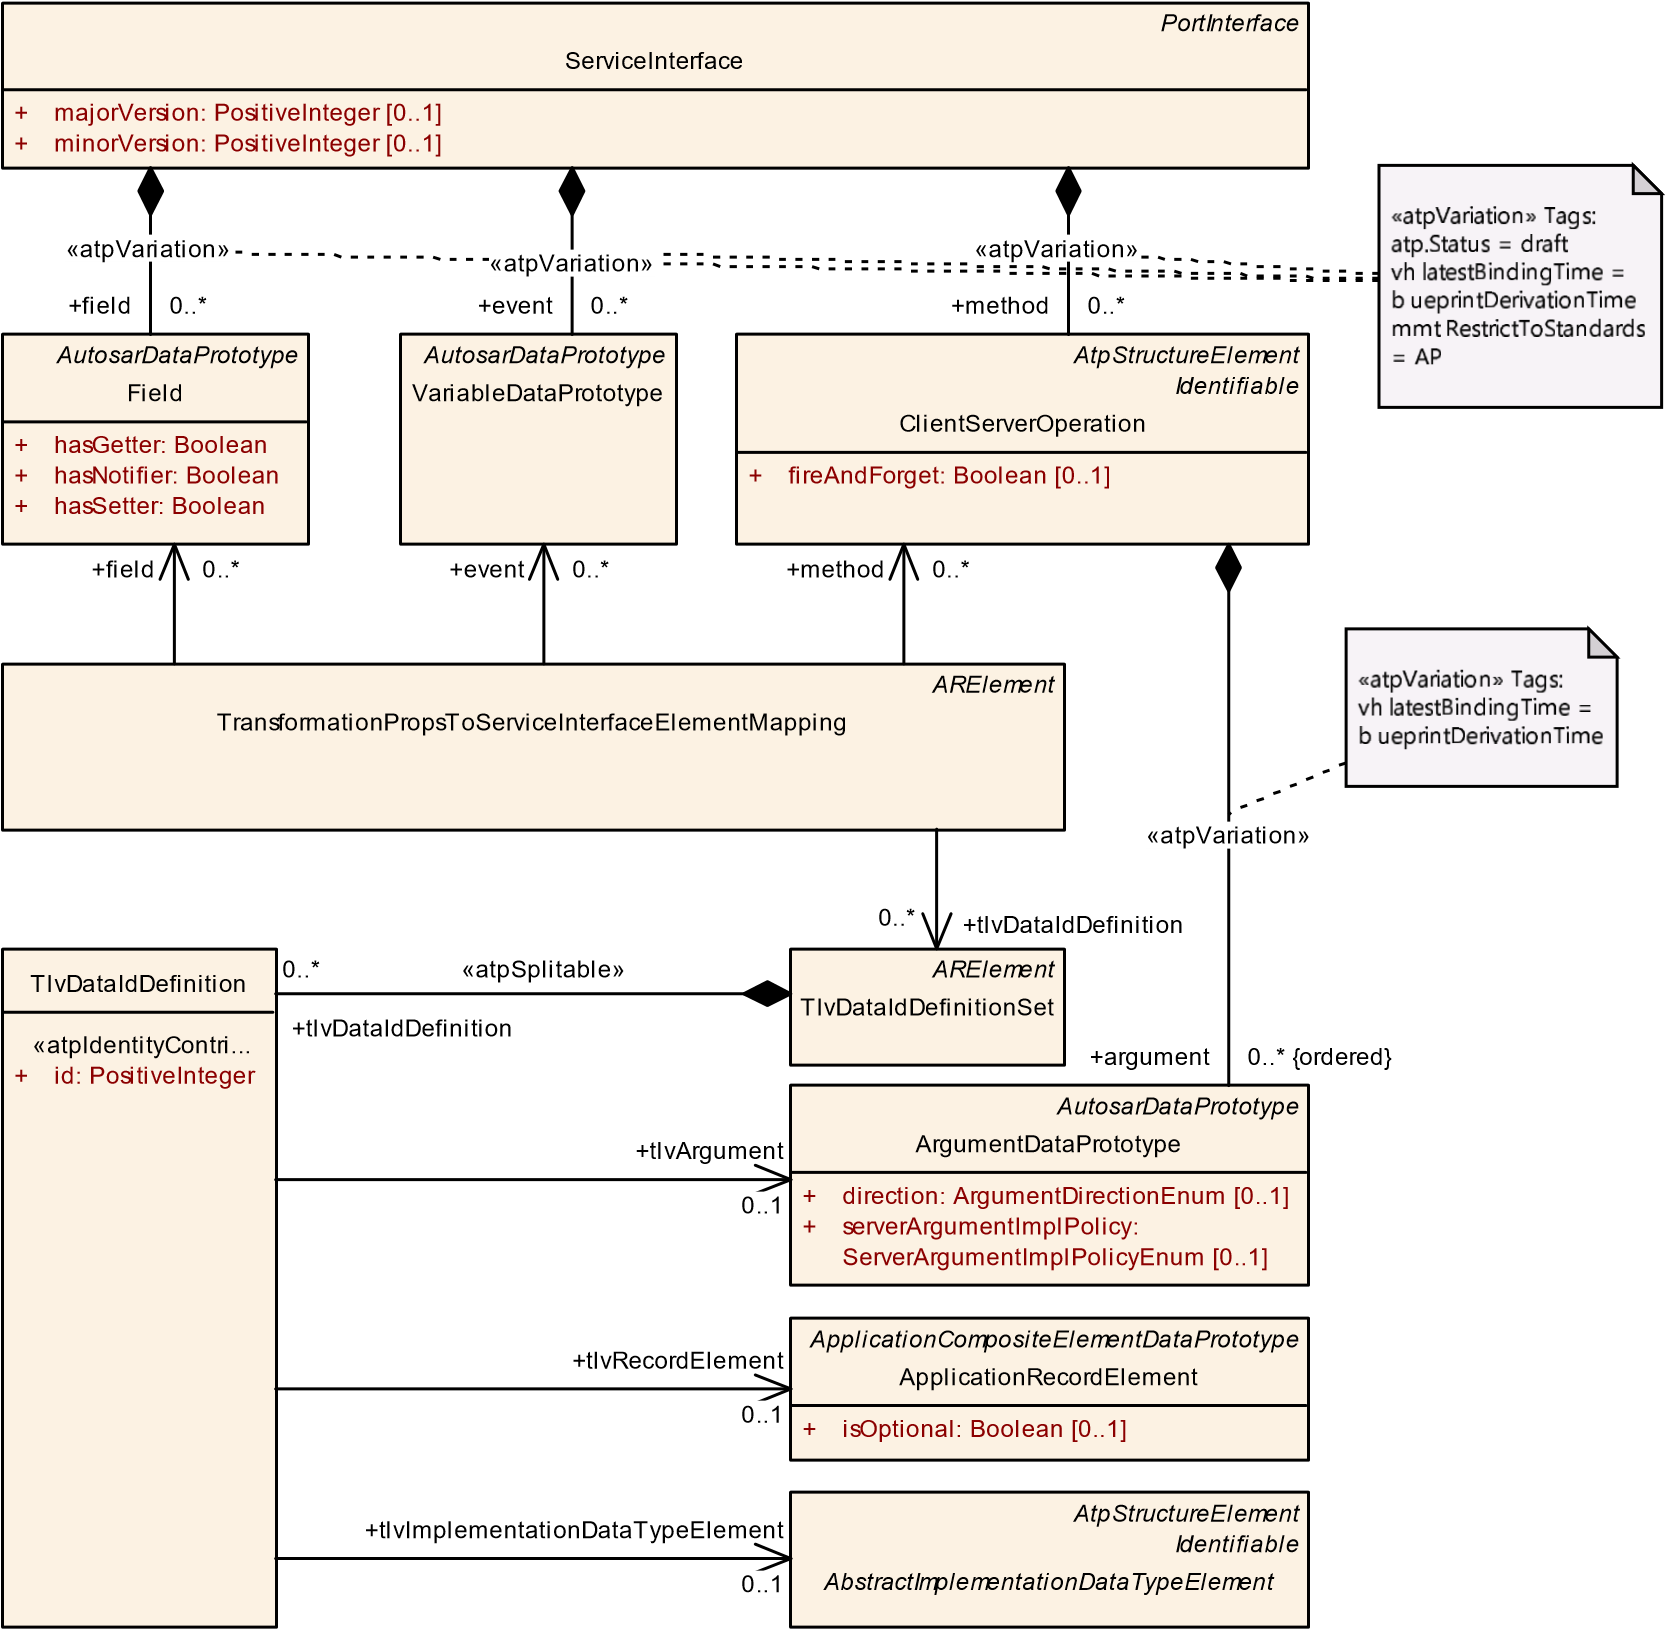 PortInterface
ServiceInterface
+ majorVersion: PositiveInteger [0..1]
+ minorVersion: PositiveInteger [0..1]
«atpVariation» Tags:
atp.Status = draft
vh latestBindingTime =
b ueprintDerivationTime
mmt RestrictToStandards
= AP
«atpVariation»
«atpVariation»
«atpVariation»
+field 0..*
+event 0..*
+method 0..*
AutosarDataPrototype
Field
+ hasGetter: Boolean
+ hasNotifier: Boolean
+ hasSetter: Boolean
AutosarDataPrototype
VariableDataPrototype
AtpStructureElement
Identifiable
ClientServerOperation
+ fireAndForget: Boolean [0..1]
+field 0..*
+event 0..*
+method 0..*
ARElement
TransformationPropsToServiceInterfaceElementMapping
«atpVariation» Tags:
vh latestBindingTime =
b ueprintDerivationTime
«atpVariation»
0..* +tlvDataIdDefinition
TlvDataIdDefinition
«atpIdentityContri...
+ id: PositiveInteger
0..* «atpSplitable»
+tlvDataIdDefinition
ARElement
TlvDataIdDefinitionSet
+argument 0..* {ordered}
AutosarDataPrototype
ArgumentDataPrototype
+ direction: ArgumentDirectionEnum [0..1]
+ serverArgumentImplPolicy:
ServerArgumentImplPolicyEnum [0..1]
+tlvArgument
0..1
ApplicationCompositeElementDataPrototype
ApplicationRecordElement
+ isOptional: Boolean [0..1]
+tlvRecordElement
0..1
AtpStructureElement
Identifiable
AbstractImplementationDataTypeElement
+tlvImplementationDataTypeElement
0..1